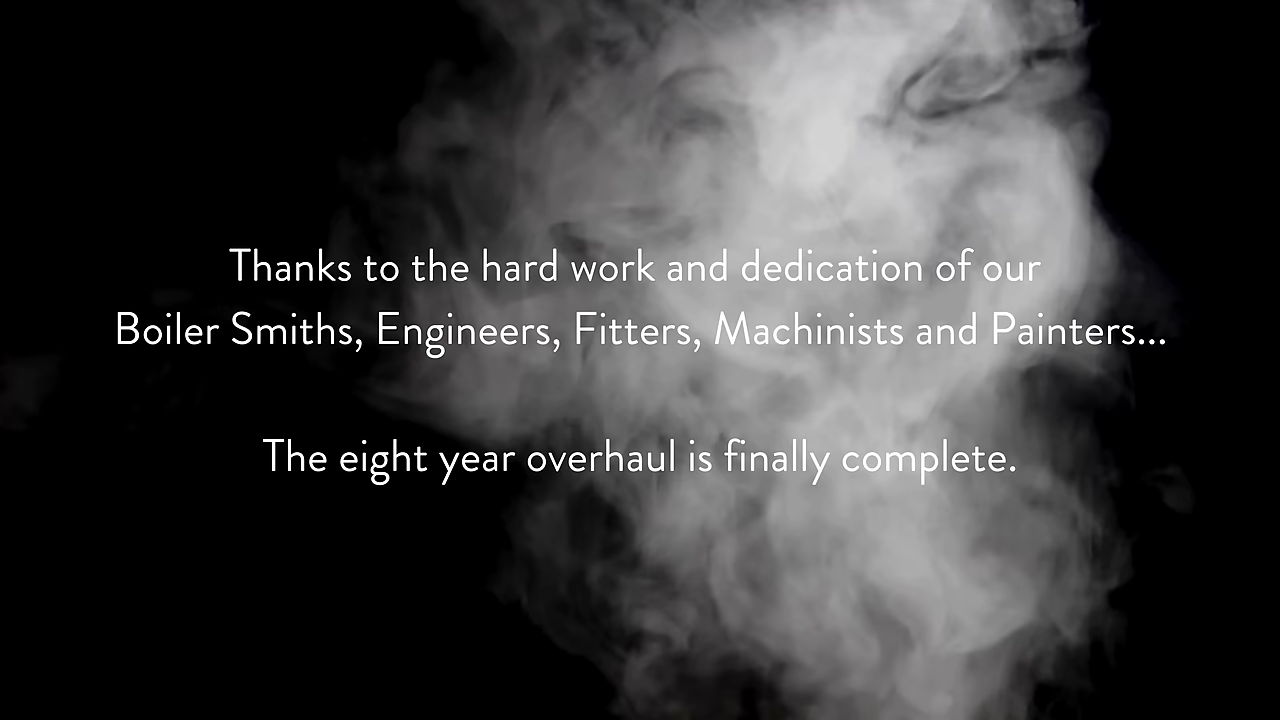 Thanks to the hard work and dedication of our
Boiler Smiths, Engineers, Fitters, Machinists and Painters...
The eight year overhaul is finally complete.